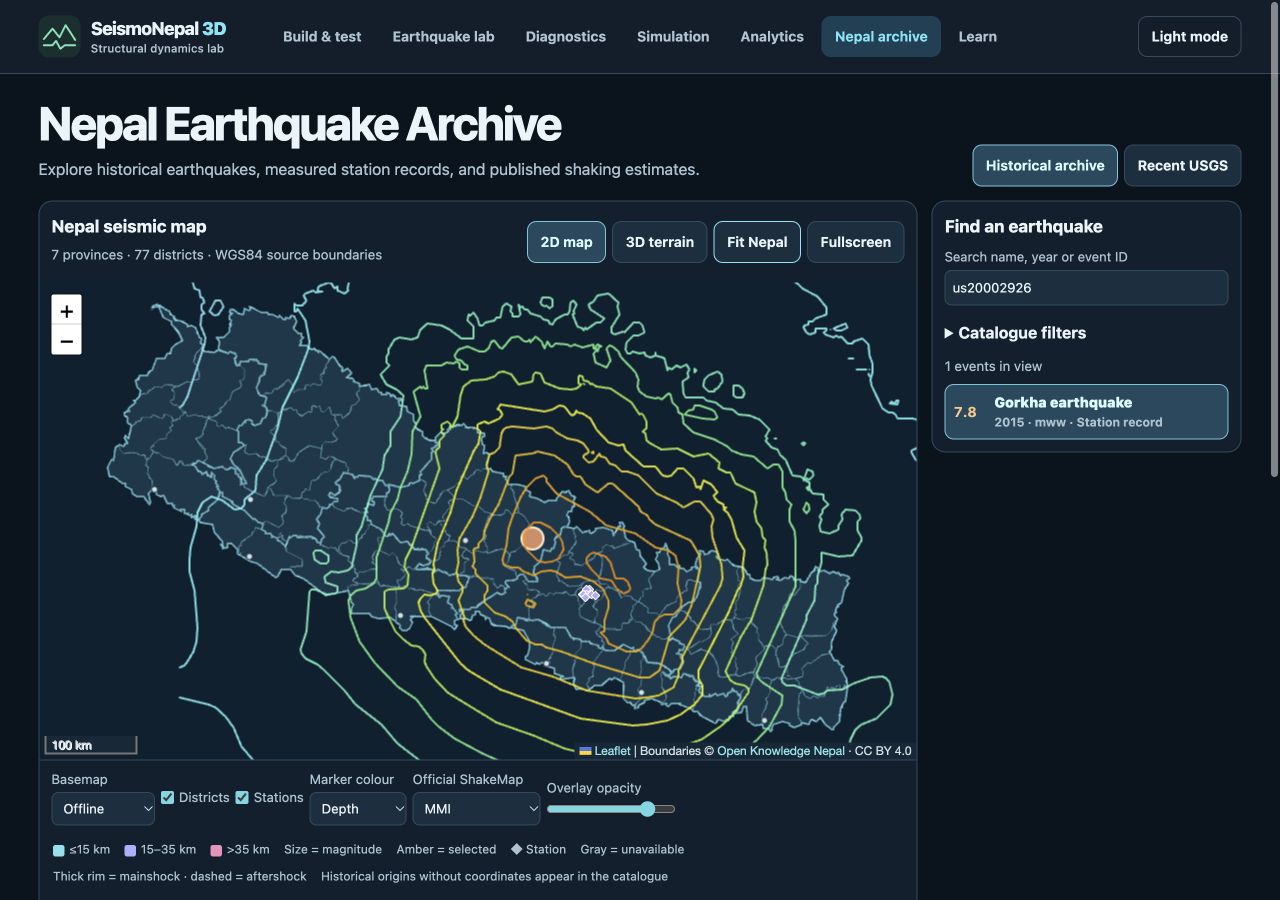 SeismoNepal 3D
Structural dynamics lab
Build & test
Earthquake lab
Diagnostics
Simulation
Analytics
Nepal archive
Learn
Light mode
Nepal Earthquake Archive
Explore historical earthquakes, measured station records, and published shaking estimates.
Historical archive
Recent USGS
Nepal seismic map
7 provinces · 77 districts · WGS84 source boundaries
2D map
3D terrain
Fit Nepal
Fullscreen
+
−
100 km
Leaflet | Boundaries © Open Knowledge Nepal · CC BY 4.0
Basemap
Offline
Districts
Stations
Marker colour
Depth
Official ShakeMap
MMI
Overlay opacity
≤15 km
15–35 km
>35 km
Size = magnitude
Amber = selected
Station
Gray = unavailable
Thick rim = mainshock · dashed = aftershock
Historical origins without coordinates appear in the catalogue
Find an earthquake
Search name, year or event ID
us20002926
Catalogue filters
1 events in view
7.8
Gorkha earthquake
2015 · mww · Station record